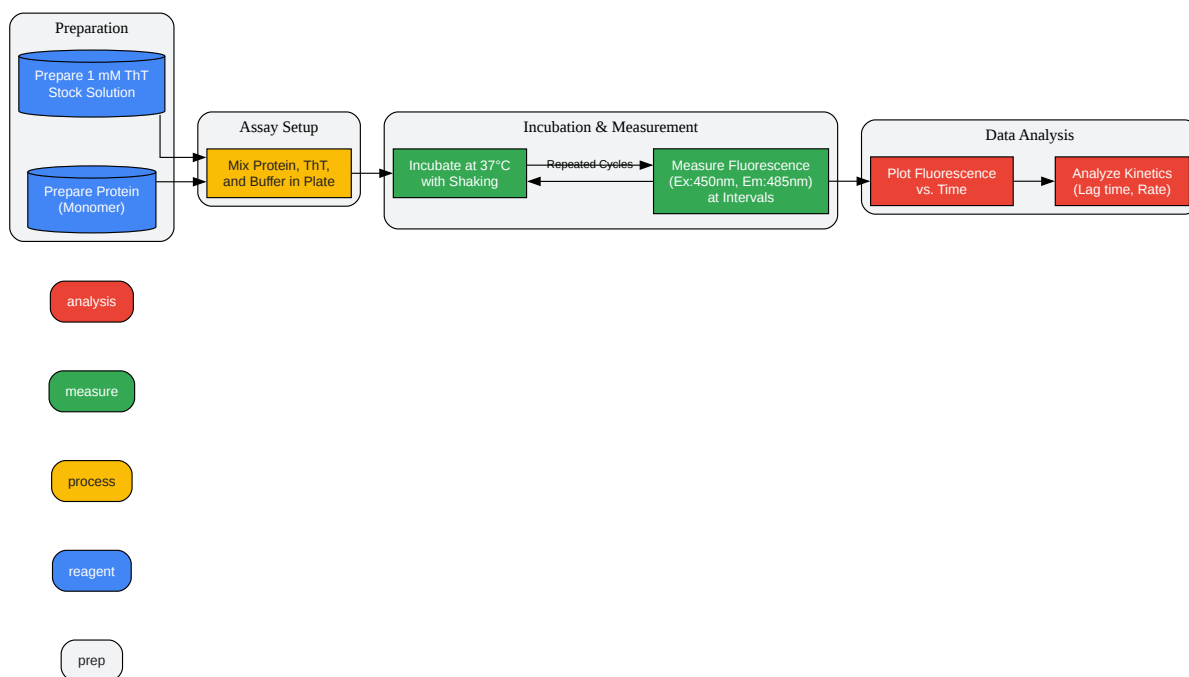 Preparation
Prepare 1 mM ThT
Stock Solution
Prepare Protein
(Monomer)
Assay Setup
Mix Protein, ThT,
and Buffer in Plate
Incubation & Measurement
Incubate at 37°C
with Shaking
Repeated Cycles
Measure Fluorescence
(Ex:450nm, Em:485nm)
at Intervals
Data Analysis
Plot Fluorescence
vs. Time
Analyze Kinetics
(Lag time, Rate)
analysis
measure
process
reagent
prep